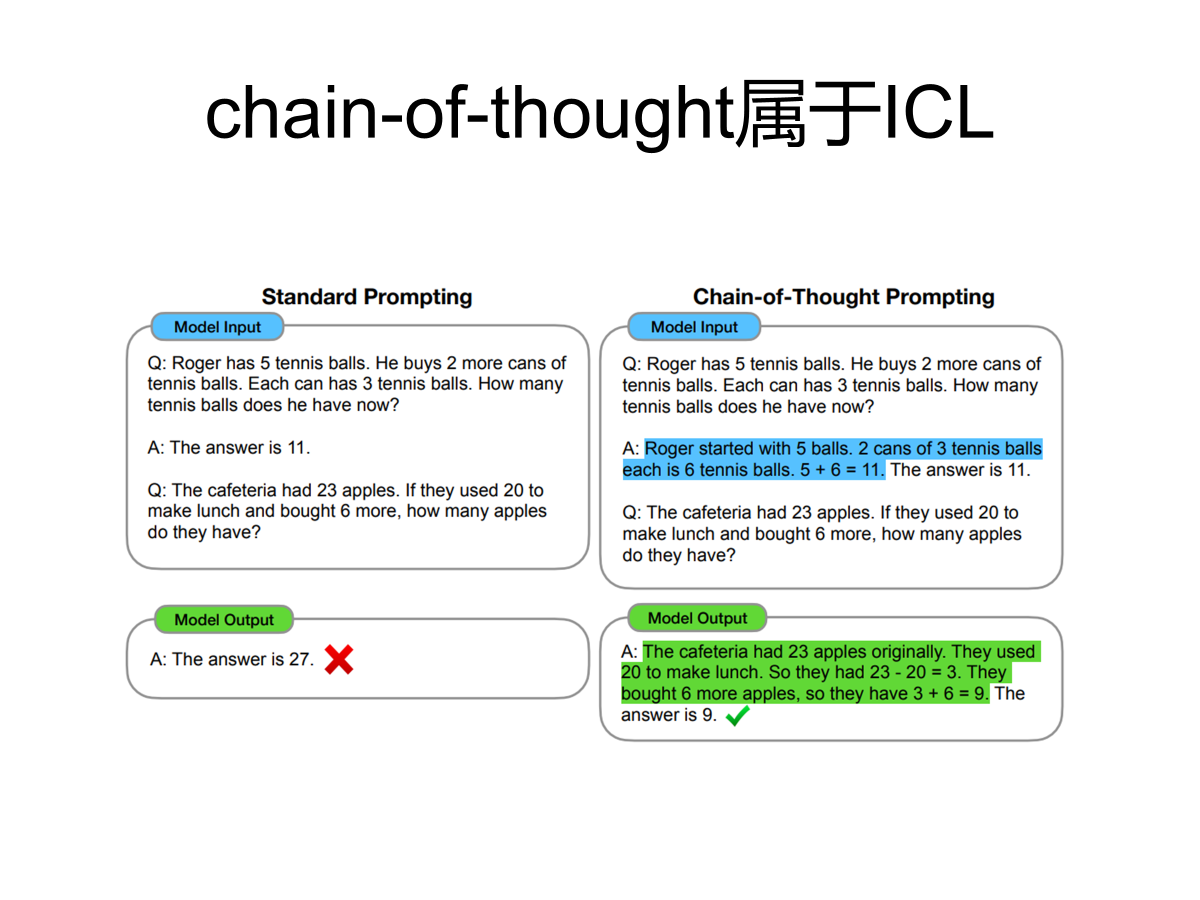 chain-of-thought属于ICL
Standard Prompting
Model Input
Q: Roger has 5 tennis balls. He buys 2 more cans of
tennis balls. Each can has 3 tennis balls. How many
tennis balls does he have now?
A: The answer is 11.
Q: The cafeteria had 23 apples. If they used 20 to
make lunch and bought 6 more, how many apples
do they have?
Model Output
A: The answer is 27.
Chain-of-Thought Prompting
Model Input
Q: Roger has 5 tennis balls. He buys 2 more cans of
tennis balls. Each can has 3 tennis balls. How many
tennis balls does he have now?
A: Roger started with 5 balls. 2 cans of 3 tennis balls
each is 6 tennis balls. 5 + 6 = 11. The answer is 11.
Q: The cafeteria had 23 apples. If they used 20 to
make lunch and bought 6 more, how many apples
do they have?
Model Output
A: The cafeteria had 23 apples originally. They used
20 to make lunch. So they had 23 - 20 = 3. They
bought 6 more apples, so they have 3 + 6 = 9. The
answer is 9.